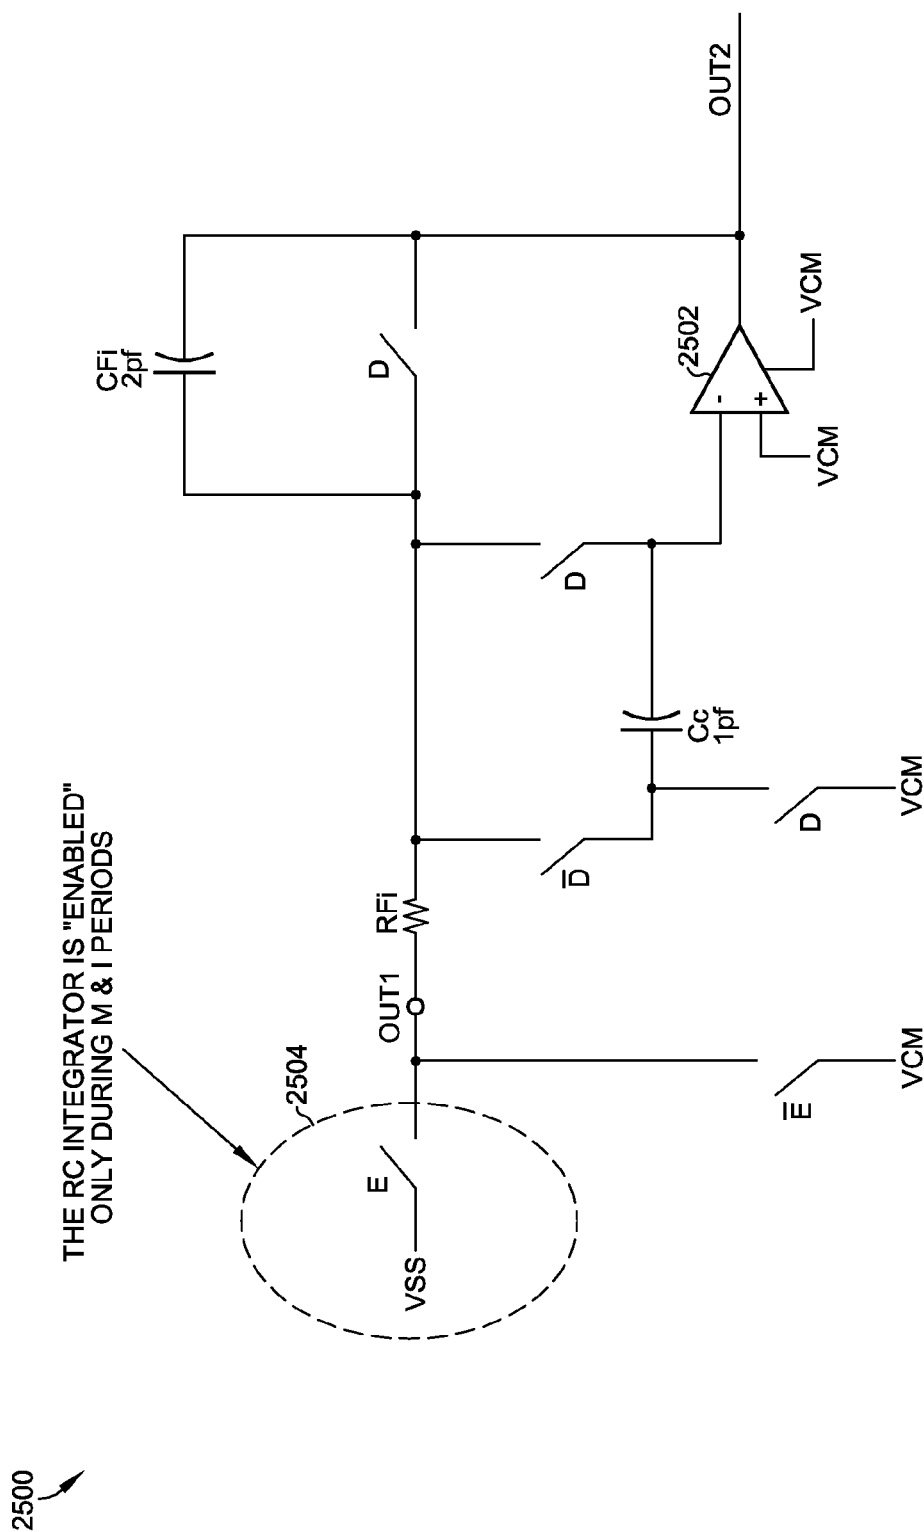 2500
THE RC INTEGRATOR IS "ENABLED"
ONLY DURING M & I PERIODS
2504
VSS
E
E̅
VCM
OUT1
RFi
D̅
D
VCM
Cc
1pf
D
CFi
2pf
D
2502
-
+
VCM
VCM
OUT2